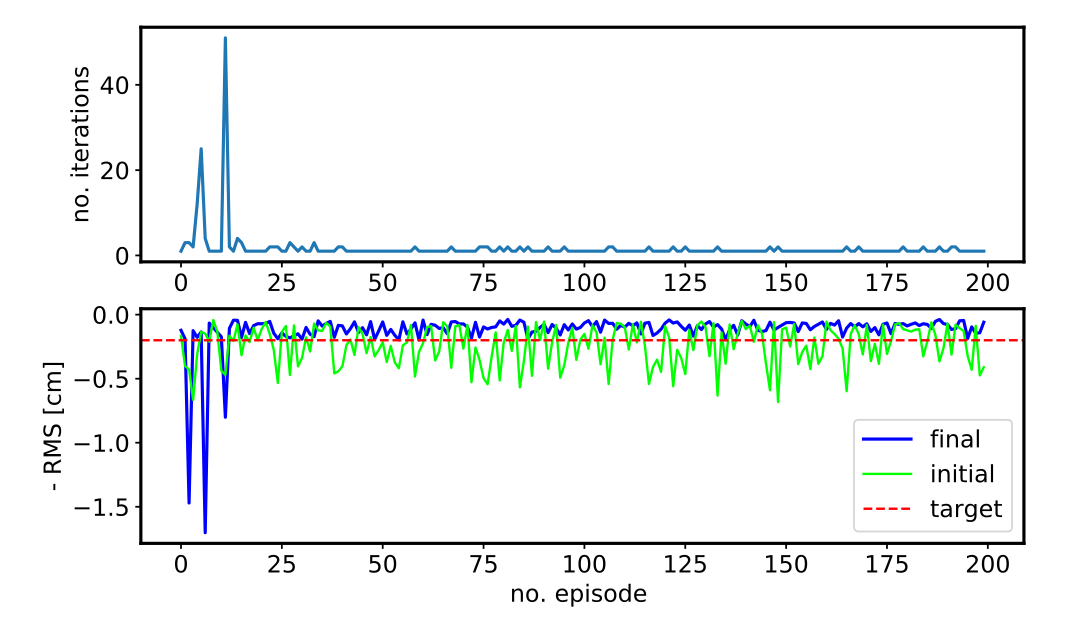 no. iterations
40
20
0
0 25 50 75 100 125 150 175 200
- RMS [cm]
0.0
−0.5
−1.0
−1.5
final
initial
target
0 25 50 75 100 125 150 175 200
no. episode